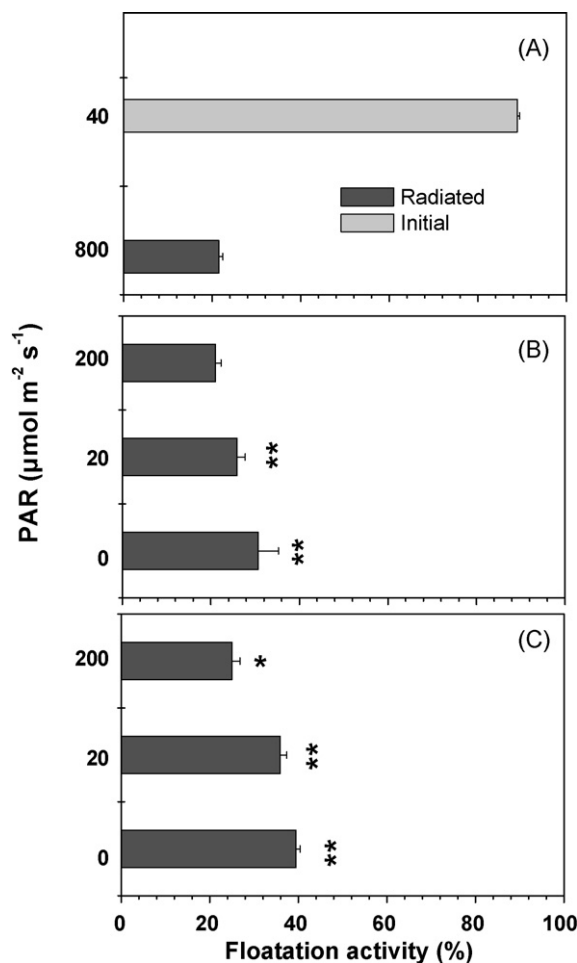 (A)
40
Radiated
Initial
800
(B)
200
20
**
0
**
(C)
200
*
20
**
0
**
PAR (µmol m⁻² s⁻¹)
0 20 40 60 80 100
Floatation activity (%)